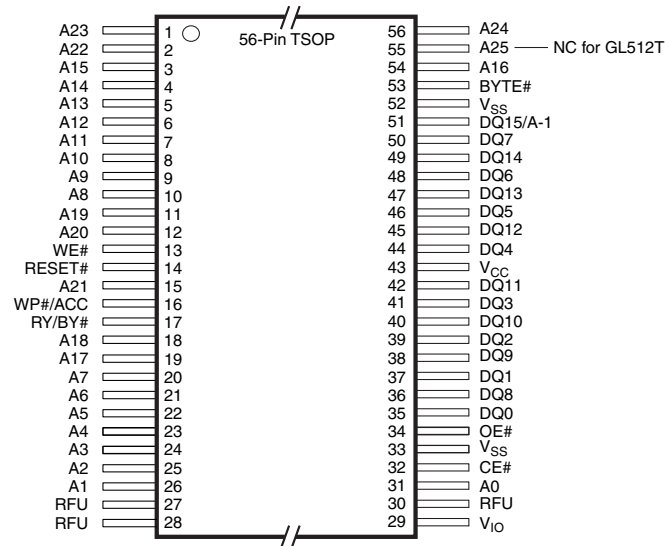 56-Pin TSOP
A23 1
A22 2
A15 3
A14 4
A13 5
A12 6
A11 7
A10 8
A9 9
A8 10
A19 11
A20 12
WE# 13
RESET# 14
A21 15
WP#/ACC 16
RY/BY# 17
A18 18
A17 19
A7 20
A6 21
A5 22
A4 23
A3 24
A2 25
A1 26
RFU 27
RFU 28
56 A24
55 A25 NC for GL512T
54 A16
53 BYTE#
52 VSS
51 DQ15/A-1
50 DQ7
49 DQ14
48 DQ6
47 DQ13
46 DQ5
45 DQ12
44 DQ4
43 VCC
42 DQ11
41 DQ3
40 DQ10
39 DQ2
38 DQ9
37 DQ1
36 DQ8
35 DQ0
34 OE#
33 VSS
32 CE#
31 A0
30 RFU
29 VIO